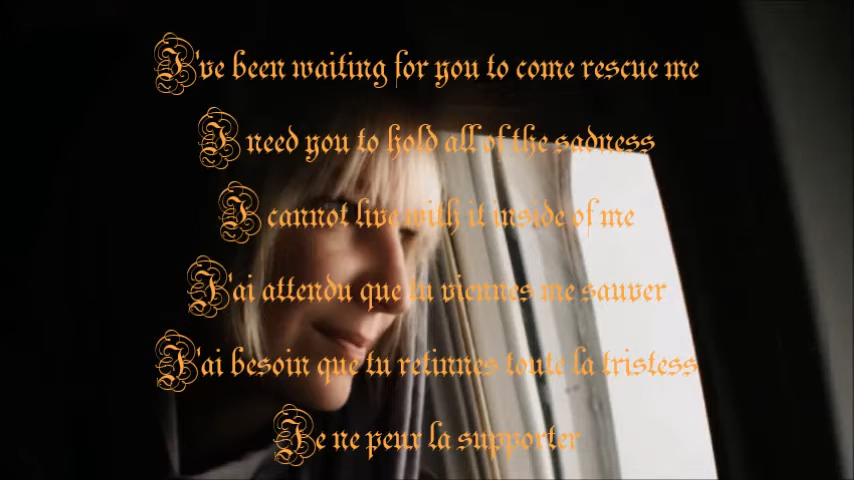 I've been waiting for you to come rescue me
I need you to hold all of the sadness
I cannot live with it inside of me
J'ai attendu que tu viennes me sauver
J'ai besoin que tu retinnes toute la tristess
Je ne peux la supporter